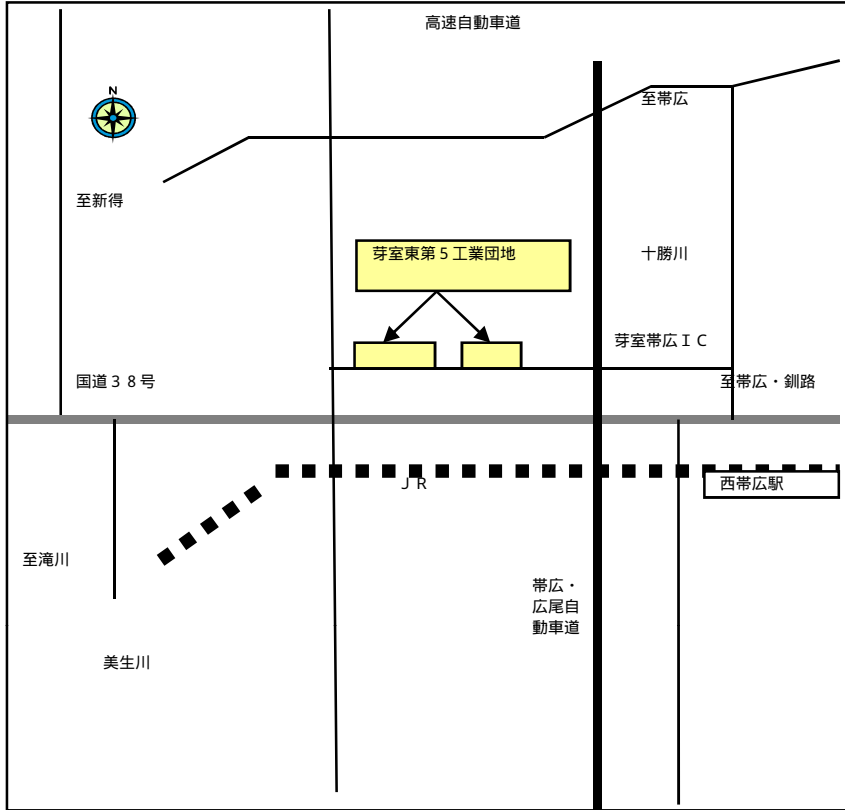 高速自動車道
N
至帯広
至新得
芽室東第５工業団地
十勝川
芽室帯広ＩＣ
国道３８号
至帯広・釧路
ＪＲ
西帯広駅
至滝川
帯広・
広尾自
動車道
美生川